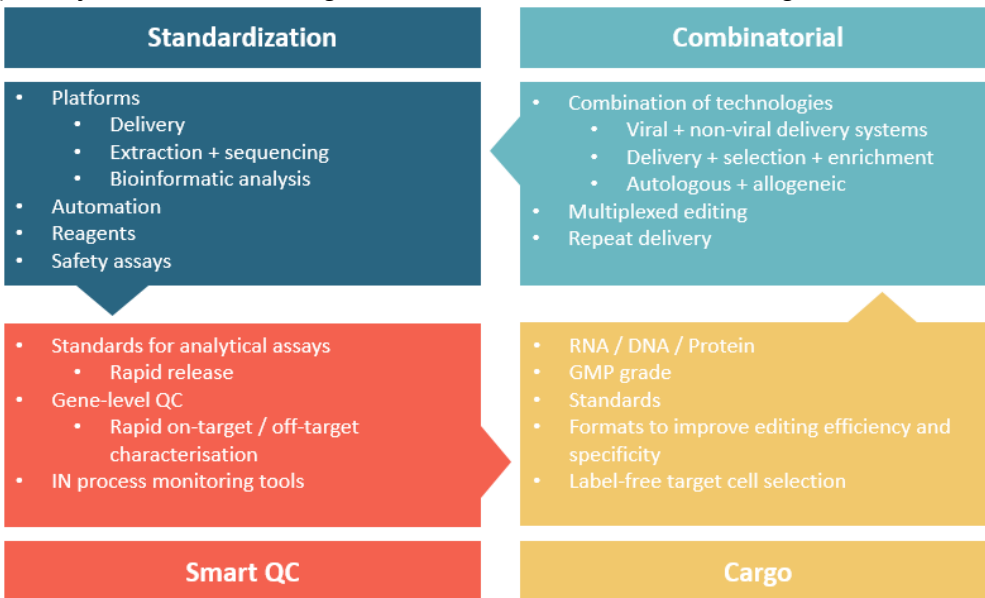 Standardization
• Platforms
• Delivery
• Extraction + sequencing
• Bioinformatic analysis
• Automation
• Reagents
• Safety assays
Combinatorial
• Combination of technologies
• Viral + non-viral delivery systems
• Delivery + selection + enrichment
• Autologous + allogeneic
• Multiplexed editing
• Repeat delivery
• Standards for analytical assays
• Rapid release
• Gene-level QC
• Rapid on-target / off-target
characterisation
• IN process monitoring tools
Smart QC
• RNA / DNA / Protein
• GMP grade
• Standards
• Formats to improve editing efficiency and
specificity
• Label-free target cell selection
Cargo